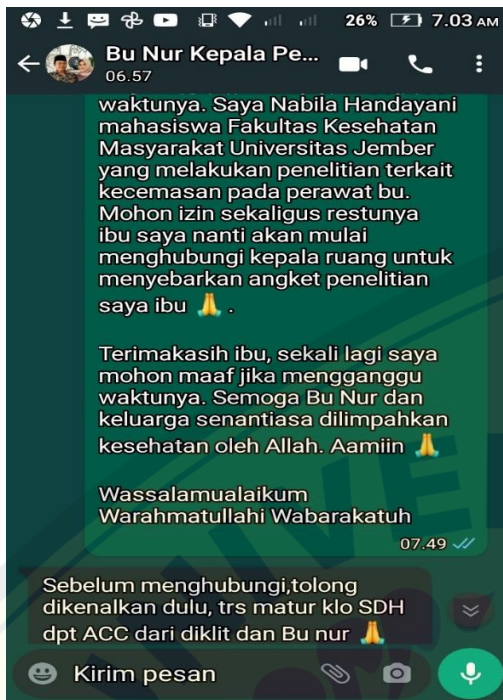 26% 7.03 AM
Bu Nur Kepala Pe...
06.57
waktunya. Saya Nabila Handayani
mahasiswa Fakultas Kesehatan
Masyarakat Universitas Jember
yang melakukan penelitian terkait
kecemasan pada perawat bu.
Mohon izin sekaligus restunya
ibu saya nanti akan mulai
menghubungi kepala ruang untuk
menyebarkan angket penelitian
saya ibu 🙏 .
Terimakasih ibu, sekali lagi saya
mohon maaf jika mengganggu
waktunya. Semoga Bu Nur dan
keluarga senantiasa dilimpahkan
kesehatan oleh Allah. Aamiin 🙏
Wassalamualaikum
Warahmatullahi Wabarakatuh
07.49
Sebelum menghubungi,tolong
dikenalkan dulu, trs matur klo SDH
dpt ACC dari diklit dan Bu nur 🙏
Kirim pesan